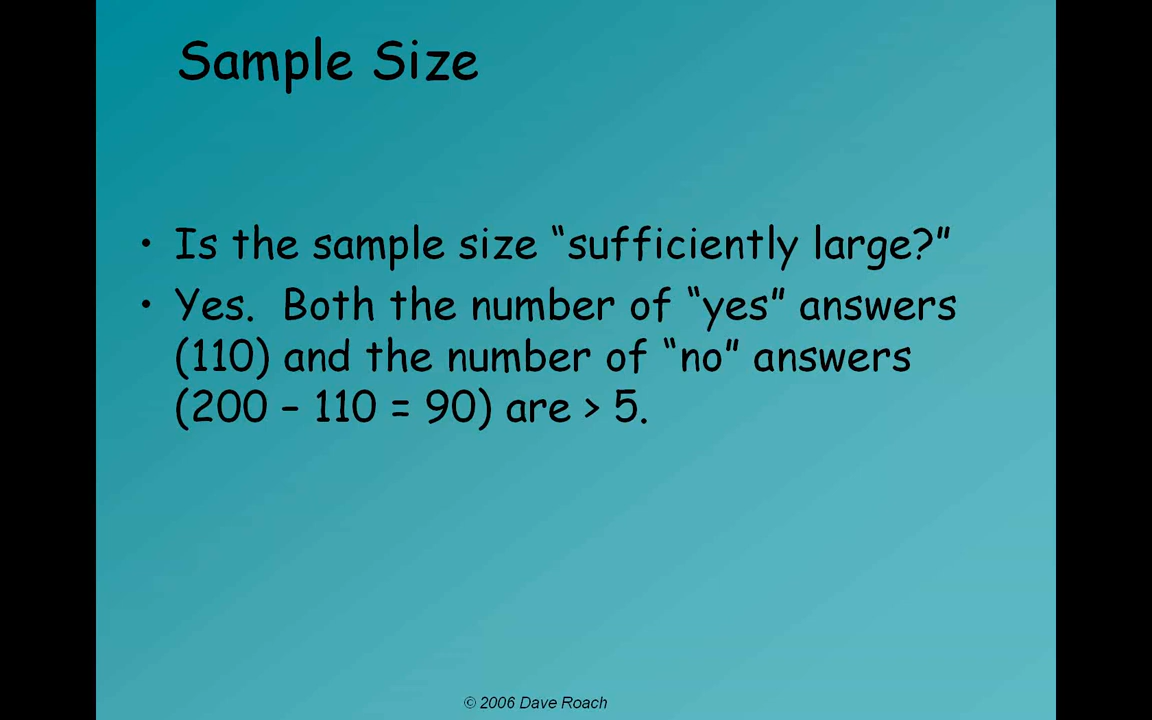 Sample Size
• Is the sample size “sufficiently large?”
• Yes.  Both the number of “yes” answers
(110) and the number of “no” answers
(200 – 110 = 90) are > 5.
© 2006 Dave Roach